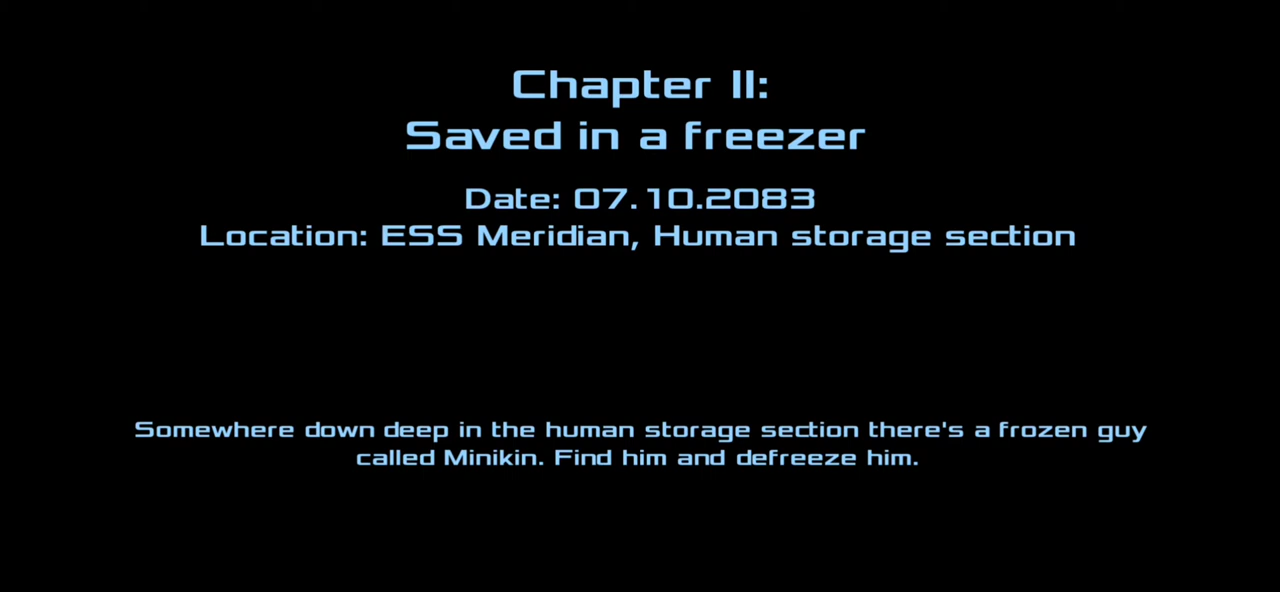 Chapter II:
Saved in a freezer
Date: 07.10.2083
Location: ESS Meridian, Human storage section
Somewhere down deep in the human storage section there's a frozen guy
called Minikin. Find him and defreeze him.